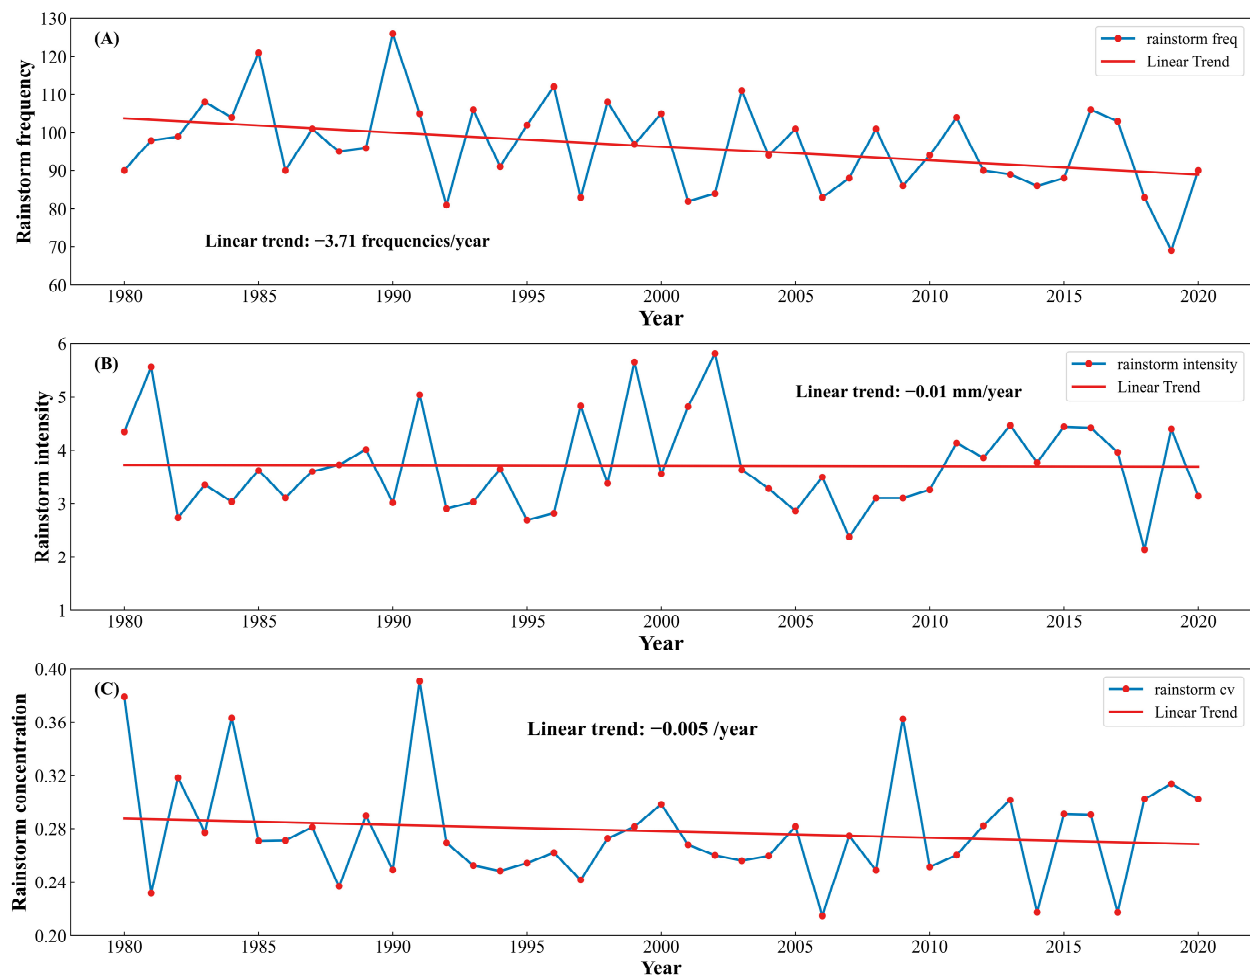 (A)
rainstorm freq
Linear Trend
Rainstorm frequency
130
120
110
100
90
80
70
60
Linear trend: −3.71 frequencies/year
1980 1985 1990 1995 2000 2005 2010 2015 2020
Year
(B)
rainstorm intensity
Linear Trend
Rainstorm intensity
6
5
4
3
2
1
Linear trend: −0.01 mm/year
1980 1985 1990 1995 2000 2005 2010 2015 2020
Year
(C)
rainstorm cv
Linear Trend
Rainstorm concentration
0.40
0.36
0.32
0.28
0.24
0.20
Linear trend: −0.005 /year
1980 1985 1990 1995 2000 2005 2010 2015 2020
Year